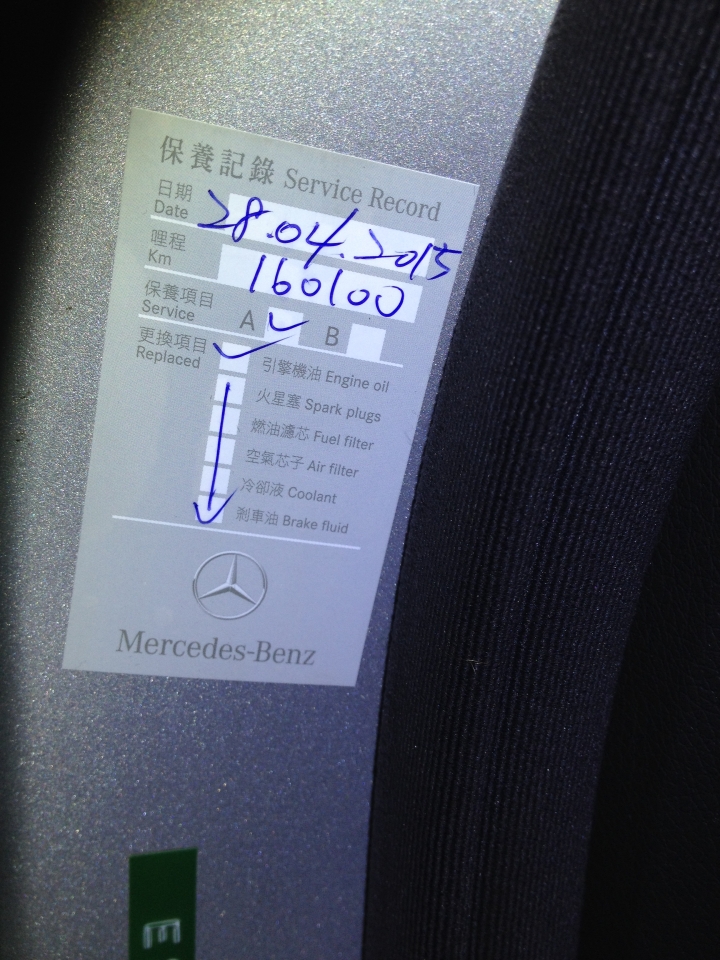 保養記錄 Service Record
日期
Date 28.04.2015
哩程
Km 160100
保養項目
Service A ✓ B
更換項目
Replaced ✓ 引擎機油 Engine oil
火星塞 Spark plugs
燃油濾芯 Fuel filter
空氣芯子 Air filter
冷卻液 Coolant
剎車油 Brake fluid
Mercedes-Benz
E